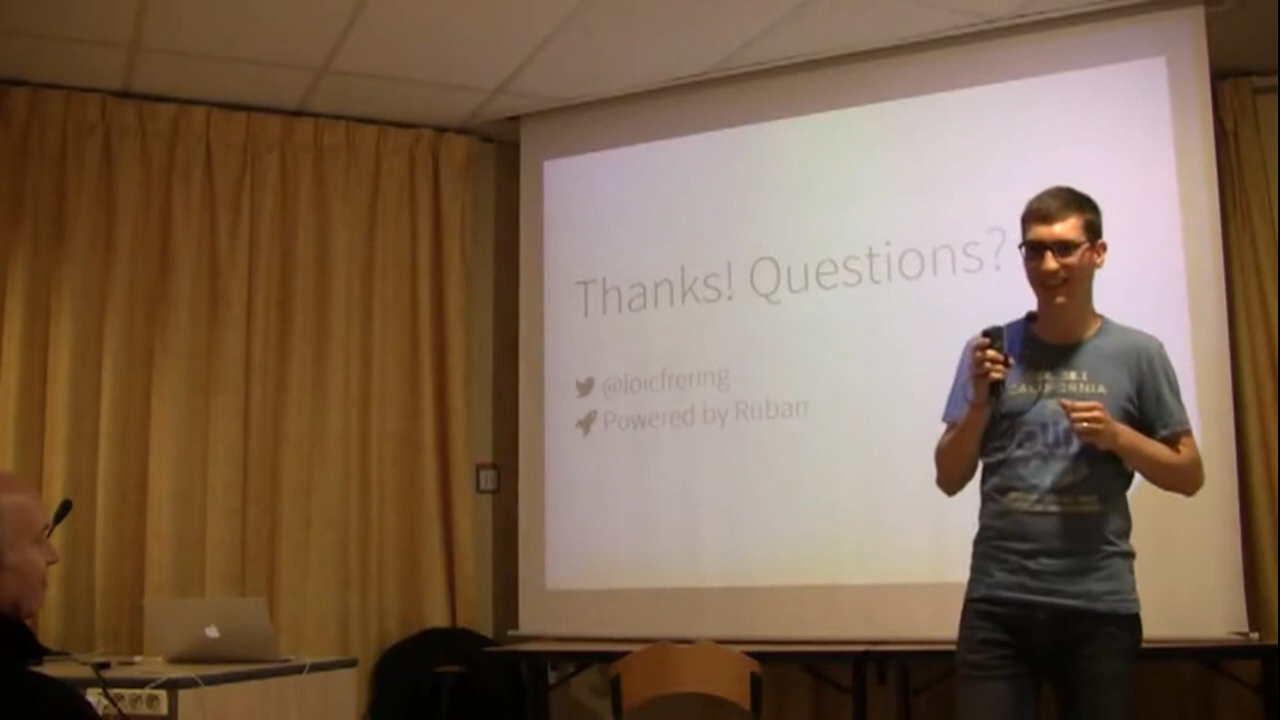 Thanks! Questions?
@loicfrering
Powered by Ruban
CALIFORNIA